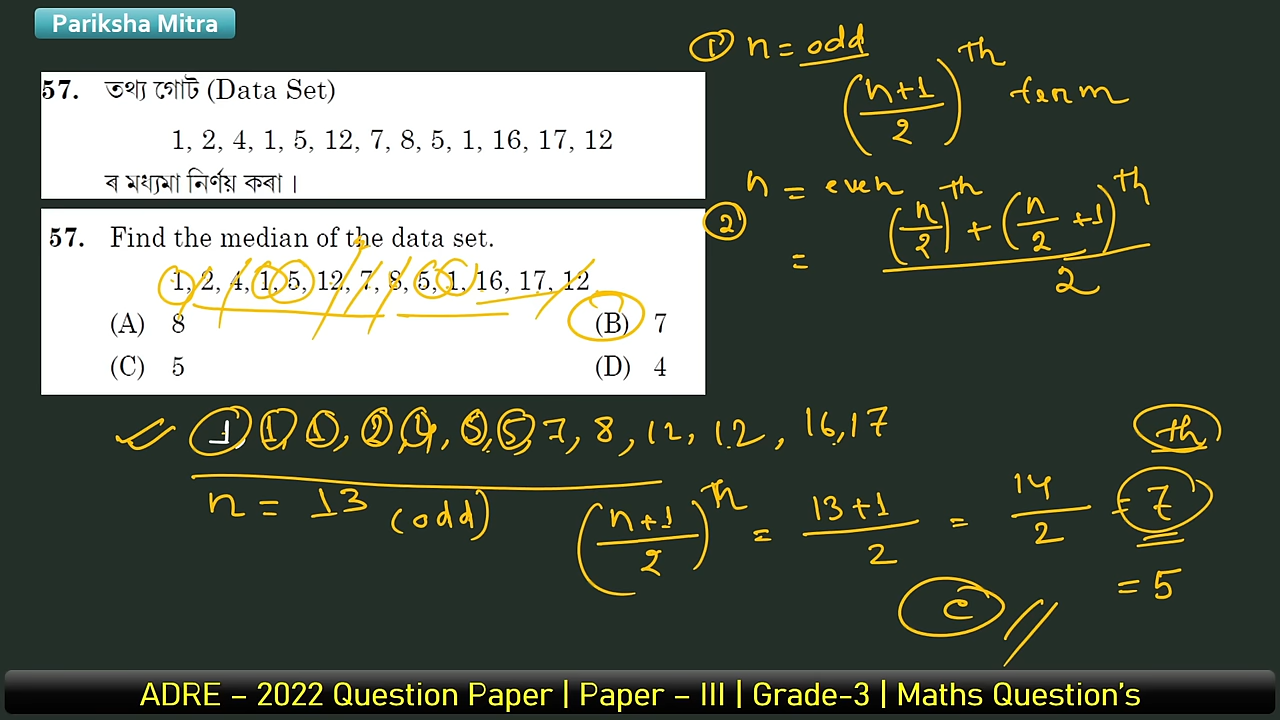 Pariksha Mitra
57. তথ্য গোট (Data Set)
1, 2, 4, 1, 5, 12, 7, 8, 5, 1, 16, 17, 12
ৰ মধ্যমা নিৰ্ণয় কৰা ।
57. Find the median of the data set.
1, 2, 4, 1, 5, 12, 7, 8, 5, 1, 16, 17, 12
(A) 8 (B) 7
(C) 5 (D) 4
① n = odd
((n+1)/2)^th term
② n = even
= ((n/2)^th + (n/2 + 1)^th)/2
1, 1, 1, 2, 4, 5, 5, 7, 8, 12, 12, 16, 17
n = 13 (odd) ((n+1)/2)^th = (13+1)/2 = 14/2 = 7 th
= 5
C //
ADRE – 2022 Question Paper | Paper – III | Grade-3 | Maths Question's